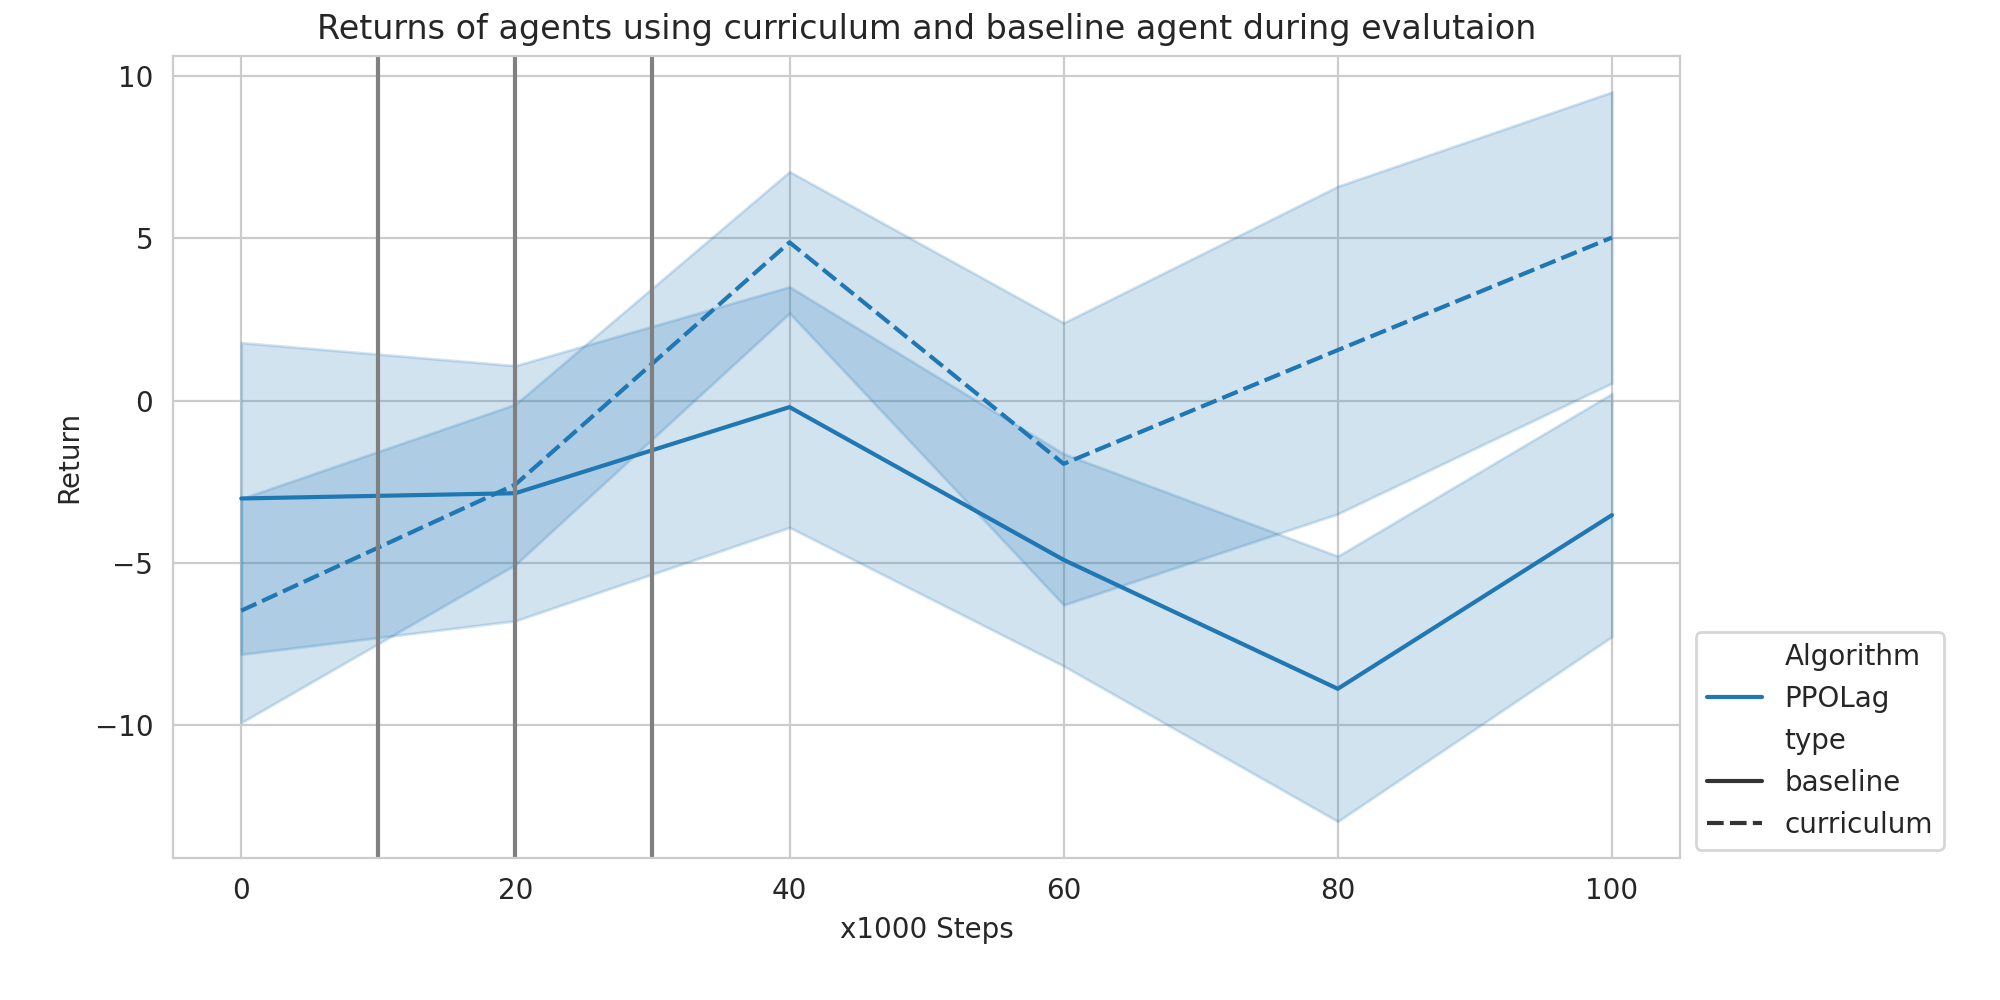 Returns of agents using curriculum and baseline agent during evalutaion
10
5
0
−5
−10
Return
0 20 40 60 80 100
x1000 Steps
Algorithm
PPOLag
type
baseline
curriculum